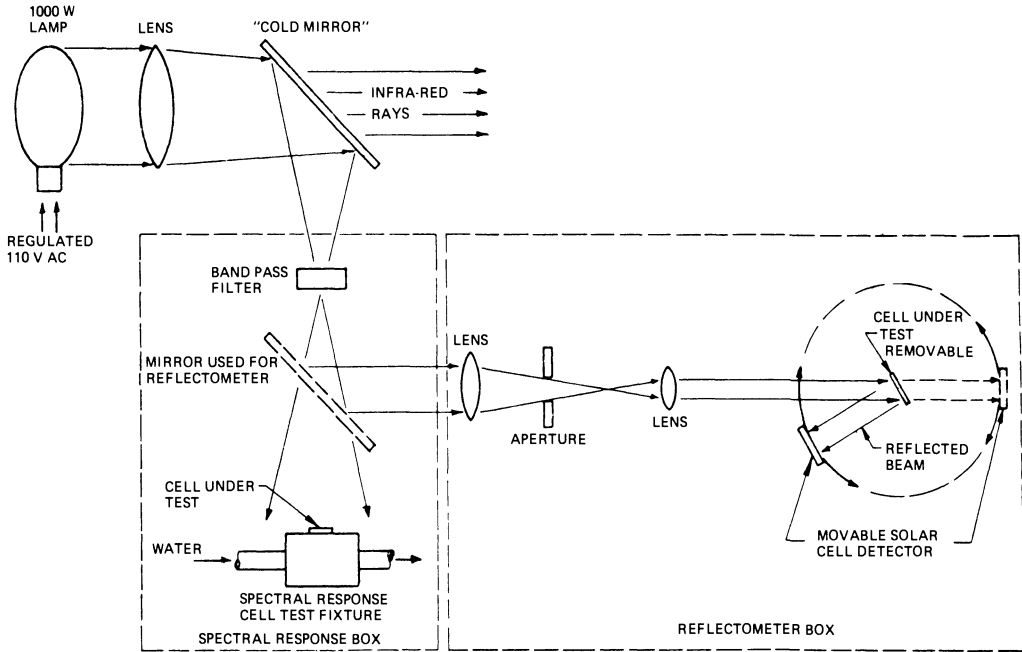 1000 W
LAMP
LENS
"COLD MIRROR"
INFRA-RED
RAYS
REGULATED
110 V AC
BAND PASS
FILTER
MIRROR USED FOR
REFLECTOMETER
CELL UNDER
TEST
WATER
SPECTRAL RESPONSE
CELL TEST FIXTURE
SPECTRAL RESPONSE BOX
LENS
APERTURE
LENS
CELL UNDER
TEST
REMOVABLE
REFLECTED
BEAM
MOVABLE SOLAR
CELL DETECTOR
REFLECTOMETER BOX